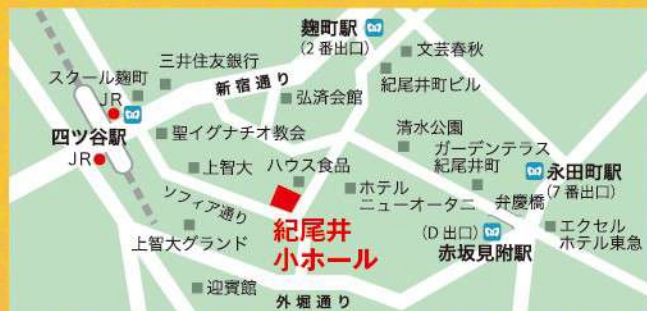 麹町駅
(2番出口)
文芸春秋
三井住友銀行
紀尾井町ビル
スクール麹町
新宿通り
弘済会館
JR
四ツ谷駅
聖イグナチオ教会
清水公園
JR
ガーデンテラス
紀尾井町
永田町駅
(7番出口)
上智大
ハウス食品
ホテル
ニューオータニ
弁慶橋
ソフィア通り
紀尾井
小ホール
(D出口)
赤坂見附駅
エクセル
ホテル東急
上智大グランド
迎賓館
外堀通り